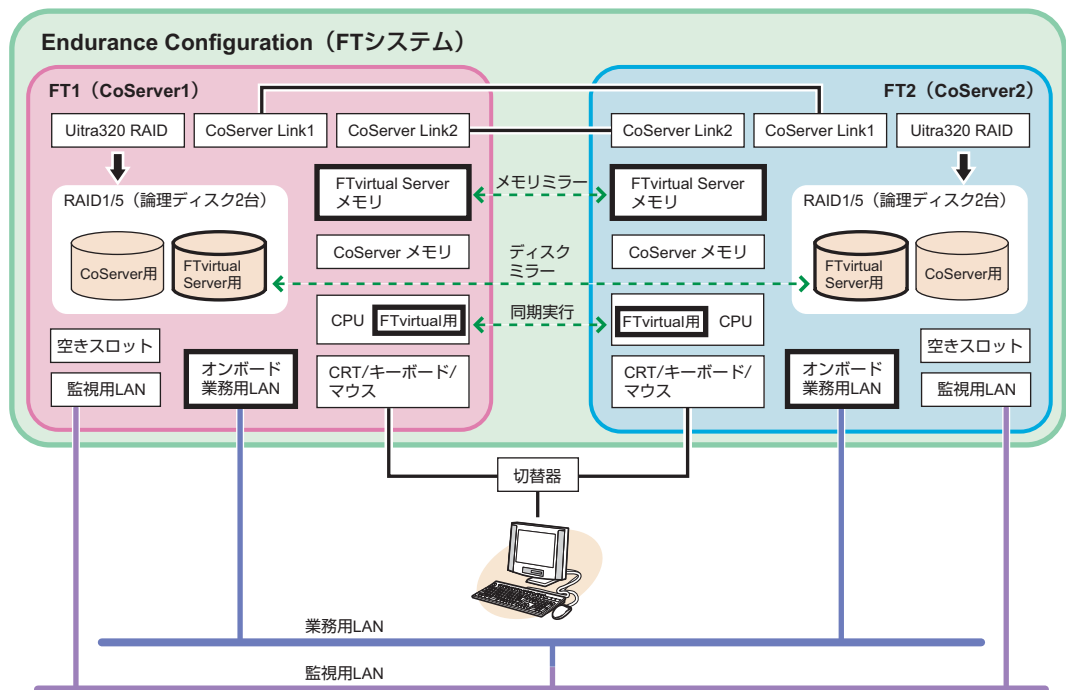 Endurance Configuration（FTシステム）
FT1（CoServer1）
FT2（CoServer2）
Uitra320 RAID
CoServer Link1
CoServer Link2
CoServer Link2
CoServer Link1
Uitra320 RAID
RAID1/5（論理ディスク2台）
CoServer用
FTvirtual
Server用
FTvirtual Server
メモリ
メモリミラー
FTvirtual Server
メモリ
RAID1/5（論理ディスク2台）
FTvirtual
Server用
CoServer用
CoServer メモリ
ディスク
ミラー
CoServer メモリ
CPU
FTvirtual用
同期実行
FTvirtual用
CPU
空きスロット
監視用LAN
オンボード
業務用LAN
CRT/キーボード/
マウス
CRT/キーボード/
マウス
オンボード
業務用LAN
空きスロット
監視用LAN
切替器
業務用LAN
監視用LAN